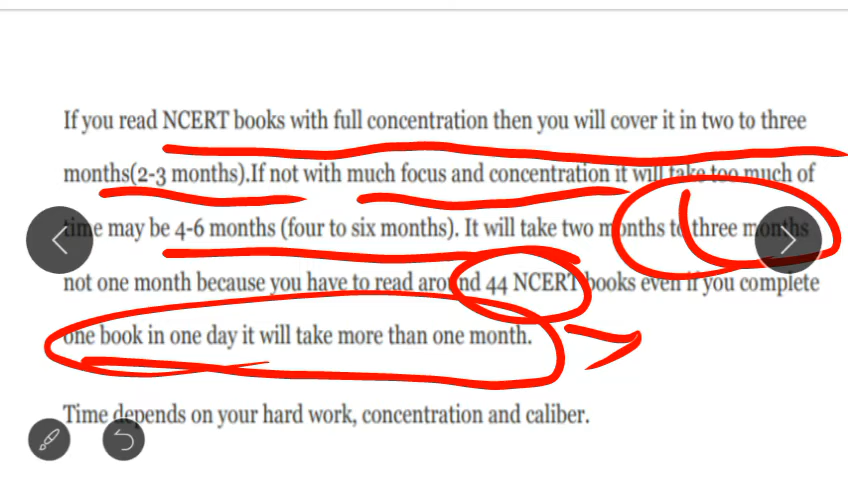 If you read NCERT books with full concentration then you will cover it in two to three
months(2-3 months).If not with much focus and concentration it will take too much of
time may be 4-6 months (four to six months). It will take two months to three months
not one month because you have to read around 44 NCERT books even if you complete
one book in one day it will take more than one month.
Time depends on your hard work, concentration and caliber.